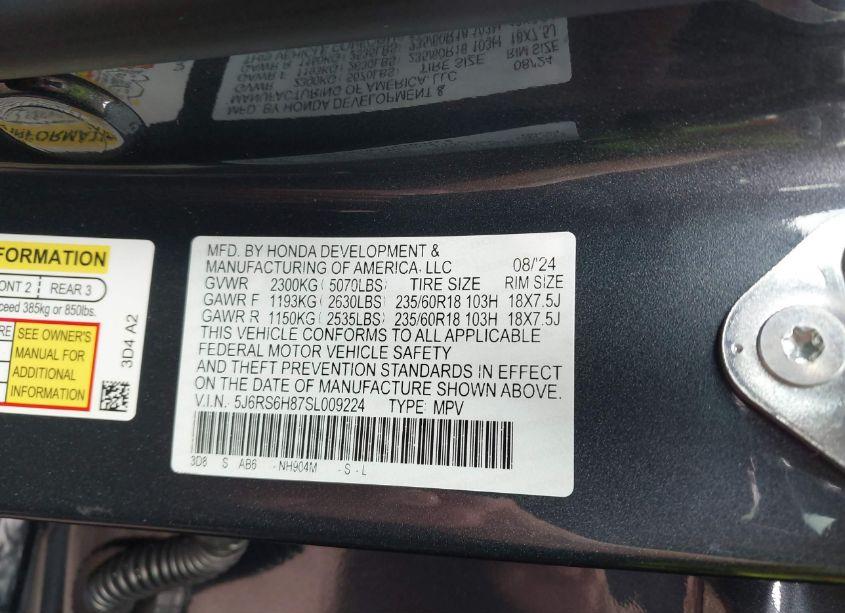 MFD. BY HONDA DEVELOPMENT &
MANUFACTURING OF AMERICA, LLC 08/'24
GVWR 2300KG (5070LBS) TIRE SIZE RIM SIZE
GAWR F 1193KG (2630LBS) 235/60R18 103H 18X7.5J
GAWR R 1150KG (2535LBS) 235/60R18 103H 18X7.5J
THIS VEHICLE CONFORMS TO ALL APPLICABLE
FEDERAL MOTOR VEHICLE SAFETY
AND THEFT PREVENTION STANDARDS IN EFFECT
ON THE DATE OF MANUFACTURE SHOWN ABOVE.
V.I.N. 5J6RS6H87SL009224 TYPE: MPV
3D8 S AB6 -NH904M -S-L
FORMATION
ONT 2 REAR 3
ceed 385kg or 850lbs.
RE
SEE OWNER'S
MANUAL FOR
ADDITIONAL
INFORMATION
3D4 A2